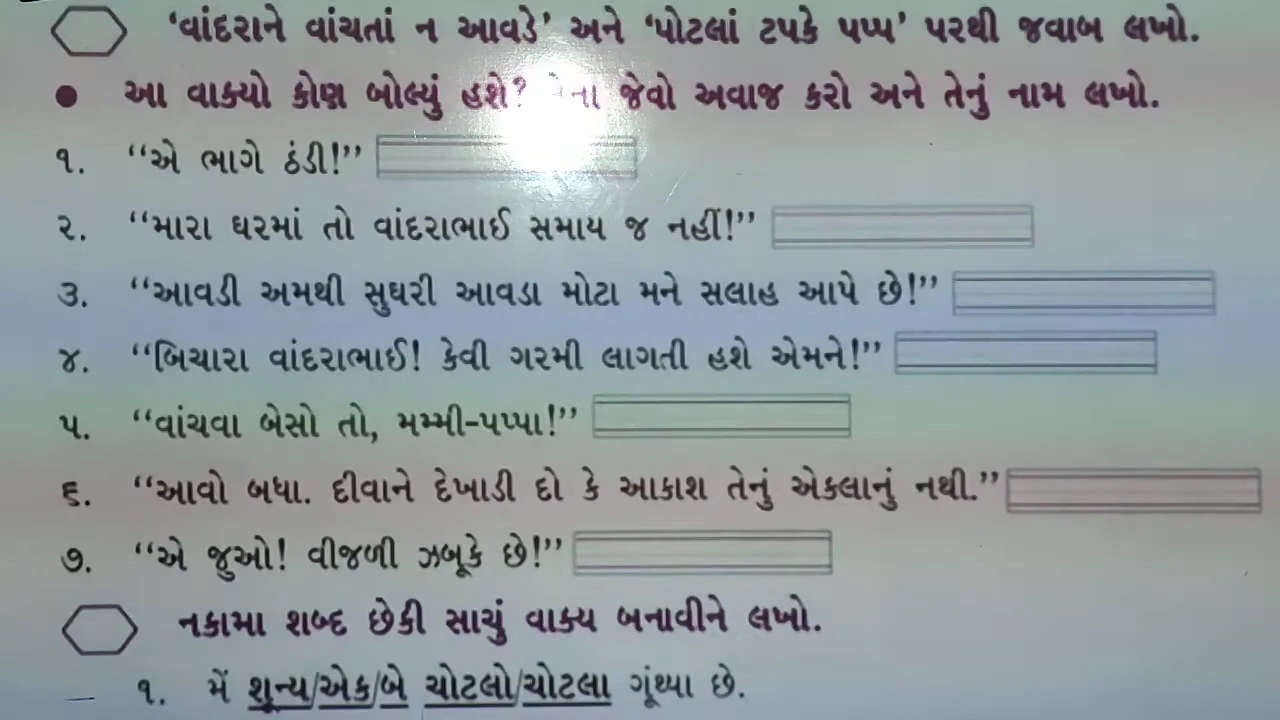 ‘વાંદરાને વાંચતાં ન આવડે’ અને ‘પોટલાં ટપકે પપ્પ’ પરથી જવાબ લખો.
● આ વાક્યો કોણ બોલ્યું હશે? જેવો અવાજ કરો અને તેનું નામ લખો.
૧. “એ ભાગે ઠંડી!”
૨. “મારા ઘરમાં તો વાંદરાભાઈ સમાય જ નહીં!”
૩. “આવડી અમથી સુઘરી આવડા મોટા મને સલાહ આપે છે!”
૪. “બિચારા વાંદરાભાઈ! કેવી ગરમી લાગતી હશે એમને!”
૫. “વાંચવા બેસો તો, મમ્મી-પપ્પા!”
૬. “આવો બધા. દીવાને દેખાડી દો કે આકાશ તેનું એકલાનું નથી.”
૭. “એ જુઓ! વીજળી ઝબૂકે છે!”
નકામા શબ્દ છેકી સાચું વાક્ય બનાવીને લખો.
૧. મેં શૂન્ય/એક/બે ચોટલો/ચોટલા ગૂંથ્યા છે.